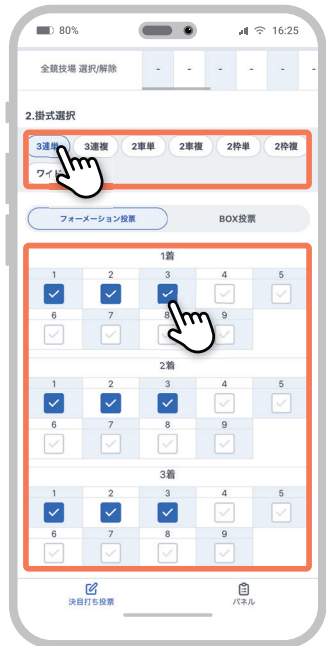 80% 16:25
全競技場 選択/解除 - - - - - -
2.掛式選択
3連単 3連複 2車単 2車複 2枠単 2枠複
フォーメーション投票 BOX投票
1着
1 2 3 4 5
6 7 8 9
2着
1 2 3 4 5
6 7 8 9
3着
1 2 3 4 5
6 7 8 9
決目打ち投票 パネル